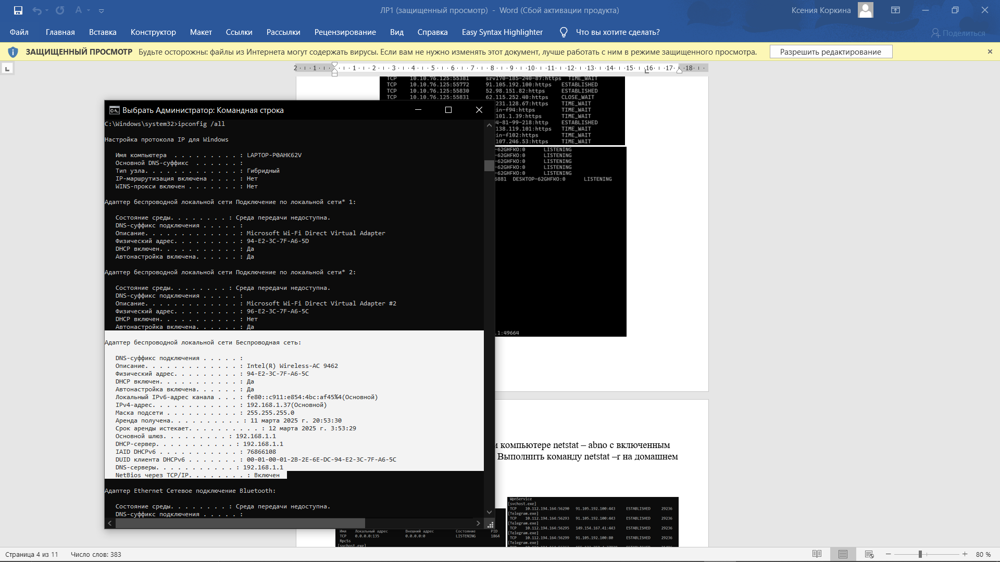 ЛР1 (защищенный просмотр) - Word (Сбой активации продукта)
Ксения Коркина
Файл Главная Вставка Конструктор Макет Ссылки Рассылки Рецензирование Вид Справка Easy Syntax Highlighter Что вы хотите сделать? Поделиться
ЗАЩИЩЕННЫЙ ПРОСМОТР Будьте осторожны: файлы из Интернета могут содержать вирусы. Если вам не нужно изменять этот документ, лучше работать с ним в режиме защищенного просмотра. Разрешить редактирование
2 1 1 2 3 4 5 6 7 8 9 10 11 12 13 14 15 16 17 18
TCP 10.10.76.125:55381 srv170-185-240-87:https TIME_WAIT
TCP 10.10.76.125:55772 91.105.192.100:https ESTABLISHED
TCP 10.10.76.125:55830 52.98.151.82:https ESTABLISHED
TCP 10.10.76.125:55831 62.115.252.40:https CLOSE_WAIT
231.128.67:https TIME_WAIT
in-f94:https TIME_WAIT
101.1.39:https TIME_WAIT
4-81-99-218:http ESTABLISHED
138.119.101:https TIME_WAIT
in-f102:https TIME_WAIT
107.246.53:https TIME_WAIT
-62GHFKO:0 LISTENING
-62GHFKO:0 LISTENING
-62GHFKO:0 LISTENING
-62GHFKO:0 LISTENING
-62GHFKO:0 LISTENING
6881 DESKTOP-62GHFKO:0 LISTENING
.1:49664
Выбрать Администратор: Командная строка
C:\Windows\system32>ipconfig /all
Настройка протокола IP для Windows
Имя компьютера . . . . . . . . . : LAPTOP-P0AHK62V
Основной DNS-суффикс . . . . . . :
Тип узла. . . . . . . . . . . . . : Гибридный
IP-маршрутизация включена . . . . : Нет
WINS-прокси включен . . . . . . . : Нет
Адаптер беспроводной локальной сети Подключение по локальной сети* 1:
Состояние среды. . . . . . . . : Среда передачи недоступна.
DNS-суффикс подключения . . . . . :
Описание. . . . . . . . . . . . . : Microsoft Wi-Fi Direct Virtual Adapter
Физический адрес. . . . . . . . . : 94-E2-3C-7F-A6-5D
DHCP включен. . . . . . . . . . . : Да
Автонастройка включена. . . . . . : Да
Адаптер беспроводной локальной сети Подключение по локальной сети* 2:
Состояние среды. . . . . . . . : Среда передачи недоступна.
DNS-суффикс подключения . . . . . :
Описание. . . . . . . . . . . . . : Microsoft Wi-Fi Direct Virtual Adapter #2
Физический адрес. . . . . . . . . : 96-E2-3C-7F-A6-5C
DHCP включен. . . . . . . . . . . : Нет
Автонастройка включена. . . . . . : Да
Адаптер беспроводной локальной сети Беспроводная сеть:
DNS-суффикс подключения . . . . . :
Описание. . . . . . . . . . . . . : Intel(R) Wireless-AC 9462
Физический адрес. . . . . . . . . : 94-E2-3C-7F-A6-5C
DHCP включен. . . . . . . . . . . : Да
Автонастройка включена. . . . . . : Да
Локальный IPv6-адрес канала . . . : fe80::c911:e854:4bc:af45%4(Основной)
IPv4-адрес. . . . . . . . . . . . : 192.168.1.37(Основной)
Маска подсети . . . . . . . . . . : 255.255.255.0
Аренда получена. . . . . . . . . . : 11 марта 2025 г. 20:53:30
Срок аренды истекает. . . . . . . . . . : 12 марта 2025 г. 3:53:29
Основной шлюз. . . . . . . . . : 192.168.1.1
DHCP-сервер. . . . . . . . . . . : 192.168.1.1
IAID DHCPv6 . . . . . . . . . . . : 76866108
DUID клиента DHCPv6 . . . . . . . : 00-01-00-01-2B-2E-6E-DC-94-E2-3C-7F-A6-5C
DNS-серверы. . . . . . . . . . . : 192.168.1.1
NetBios через TCP/IP. . . . . . . . : Включен
Адаптер Ethernet Сетевое подключение Bluetooth:
Состояние среды. . . . . . . . : Среда передачи недоступна.
DNS-суффикс подключения . . . . . :
м компьютере netstat – abno с включенным
Выполнить команду netstat –r на домашнем
Имя Локальный адрес Внешний адрес Состояние PID
TCP 0.0.0.0:135 0.0.0.0:0 LISTENING 1864
RpcSs
[svchost.exe]
WpnService
[svchost.exe]
TCP 10.112.194.164:56290 91.105.192.100:443 ESTABLISHED 29236
[Telegram.exe]
TCP 10.112.194.164:56293 91.105.192.100:443 ESTABLISHED 29236
[Telegram.exe]
TCP 10.112.194.164:56295 149.154.167.41:443 ESTABLISHED 29236
[Telegram.exe]
TCP 10.112.194.164:56299 91.105.192.100:80 ESTABLISHED 29236
[Telegram.exe]
Страница 4 из 11 Число слов: 383
80 %